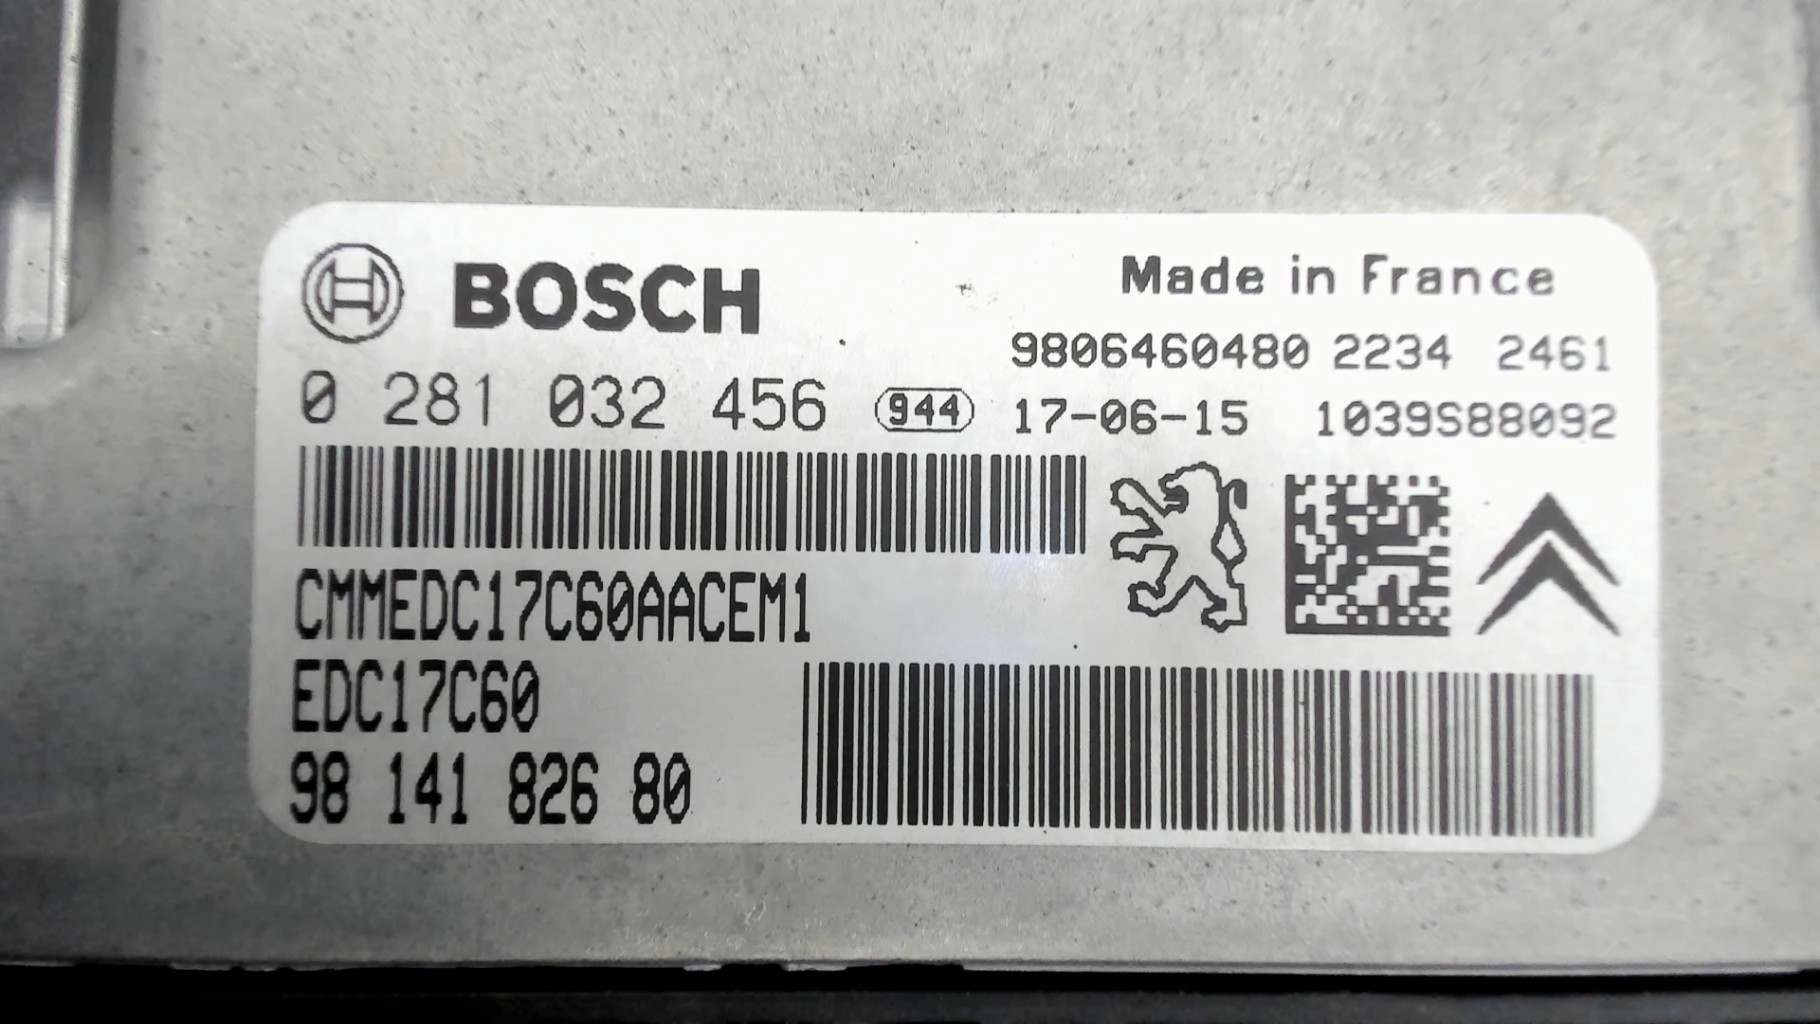 BOSCH
Made in France
9806460480 2234 2461
0 281 032 456 944 17-06-15 1039S88092
CMMEDC17C60AACEM1
EDC17C60
98 141 826 80